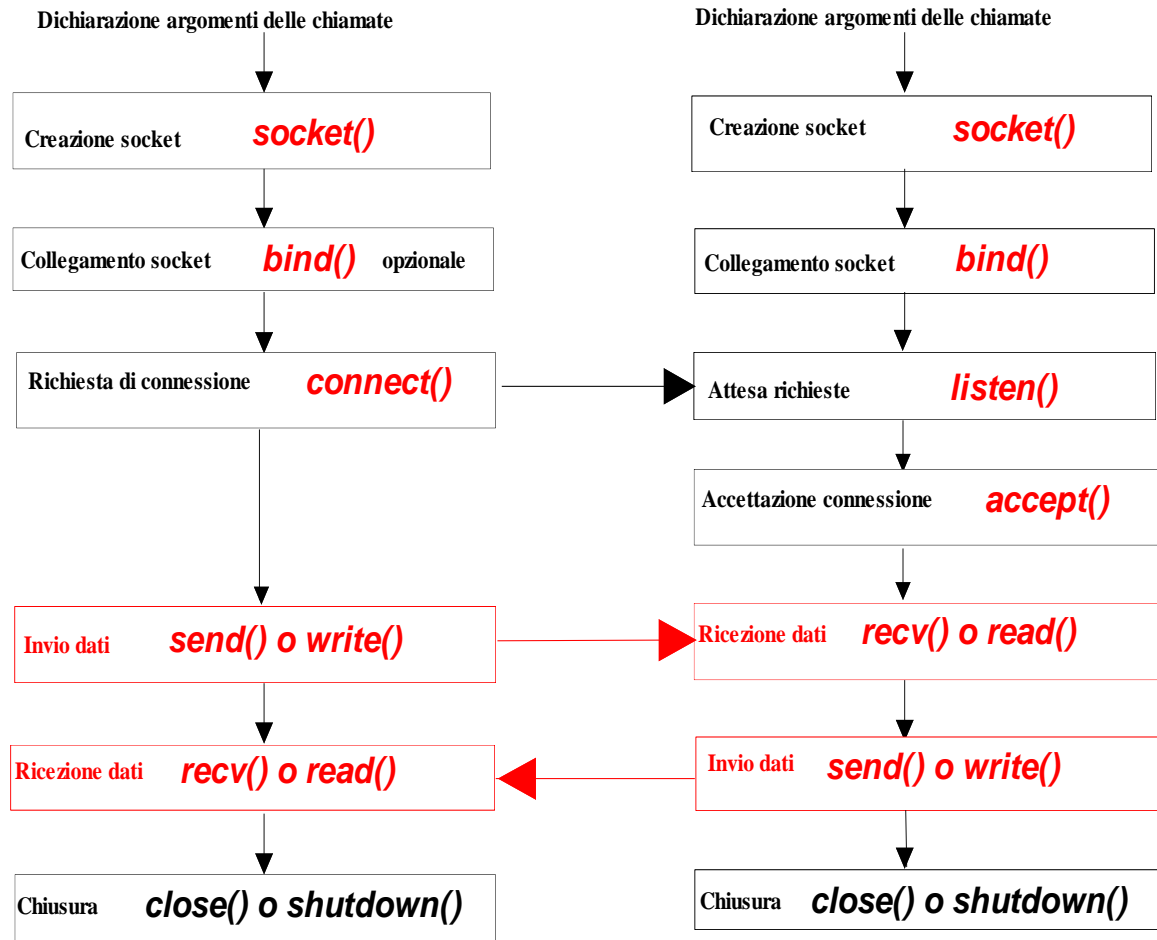 Dichiarazione argomenti delle chiamate
Creazione socket socket()
Collegamento socket bind() opzionale
Richiesta di connessione connect()
Invio dati send() o write()
Ricezione dati recv() o read()
Chiusura close() o shutdown()
Dichiarazione argomenti delle chiamate
Creazione socket socket()
Collegamento socket bind()
Attesa richieste listen()
Accettazione connessione accept()
Ricezione dati recv() o read()
Invio dati send() o write()
Chiusura close() o shutdown()